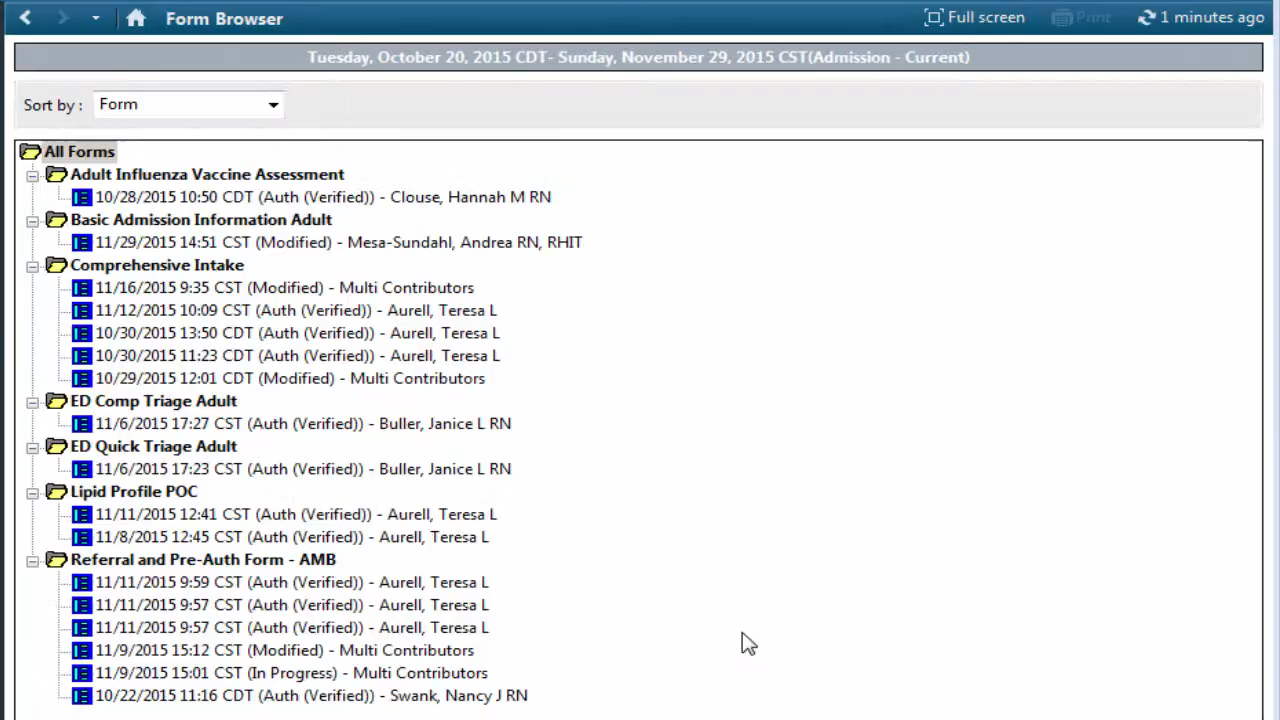 Form Browser
Full screen
Print
1 minutes ago
Tuesday, October 20, 2015 CDT- Sunday, November 29, 2015 CST(Admission - Current)
Sort by :
Form
All Forms
Adult Influenza Vaccine Assessment
10/28/2015 10:50 CDT (Auth (Verified)) - Clouse, Hannah M RN
Basic Admission Information Adult
11/29/2015 14:51 CST (Modified) - Mesa-Sundahl, Andrea RN, RHIT
Comprehensive Intake
11/16/2015 9:35 CST (Modified) - Multi Contributors
11/12/2015 10:09 CST (Auth (Verified)) - Aurell, Teresa L
10/30/2015 13:50 CDT (Auth (Verified)) - Aurell, Teresa L
10/30/2015 11:23 CDT (Auth (Verified)) - Aurell, Teresa L
10/29/2015 12:01 CDT (Modified) - Multi Contributors
ED Comp Triage Adult
11/6/2015 17:27 CST (Auth (Verified)) - Buller, Janice L RN
ED Quick Triage Adult
11/6/2015 17:23 CST (Auth (Verified)) - Buller, Janice L RN
Lipid Profile POC
11/11/2015 12:41 CST (Auth (Verified)) - Aurell, Teresa L
11/8/2015 12:45 CST (Auth (Verified)) - Aurell, Teresa L
Referral and Pre-Auth Form - AMB
11/11/2015 9:59 CST (Auth (Verified)) - Aurell, Teresa L
11/11/2015 9:57 CST (Auth (Verified)) - Aurell, Teresa L
11/11/2015 9:57 CST (Auth (Verified)) - Aurell, Teresa L
11/9/2015 15:12 CST (Modified) - Multi Contributors
11/9/2015 15:01 CST (In Progress) - Multi Contributors
10/22/2015 11:16 CDT (Auth (Verified)) - Swank, Nancy J RN